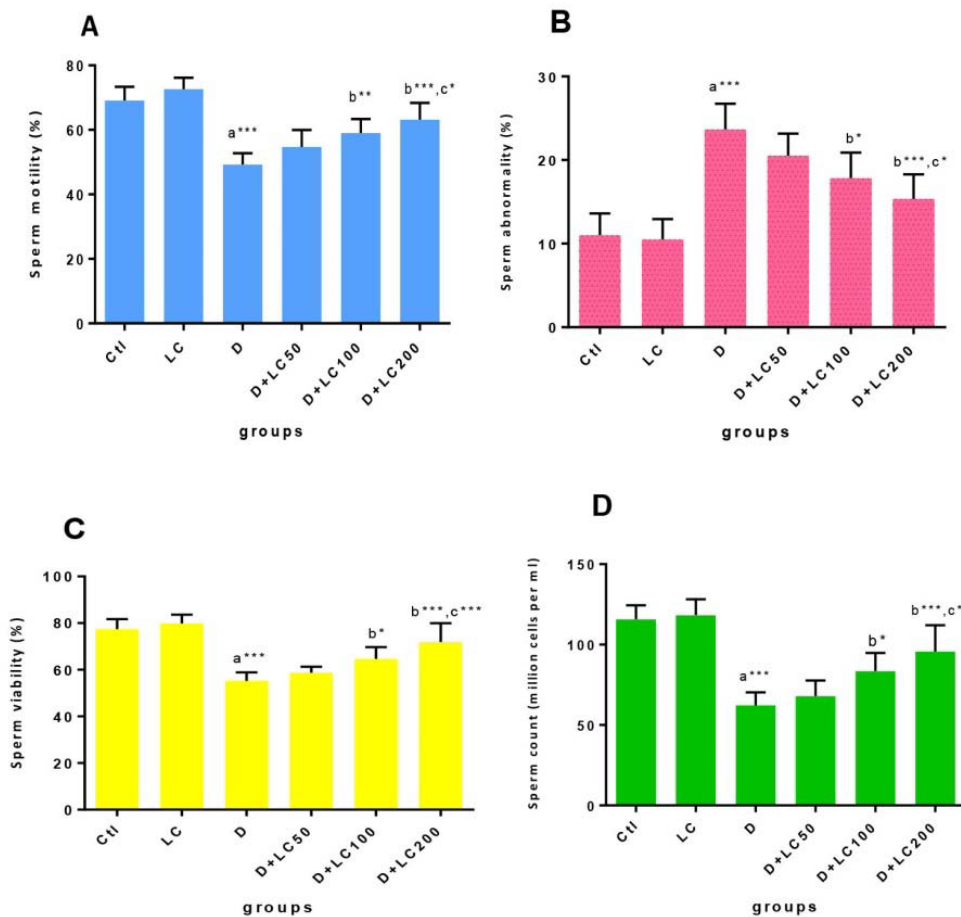 A
Sperm motility (%)
80
60
40
20
0
a***
b**
b***,c*
Ctl
LC
D
D+LC50
D+LC100
D+LC200
groups
B
Sperm abnormality (%)
30
20
10
0
a***
b*
b***,c*
Ctl
LC
D
D+LC50
D+LC100
D+LC200
groups
C
Sperm viability (%)
100
80
60
40
20
0
a***
b*
b***,c***
Ctl
LC
D
D+LC50
D+LC100
D+LC200
groups
D
Sperm count (million cells per ml)
150
100
50
0
a***
b*
b***,c*
Ctl
LC
D
D+LC50
D+LC100
D+LC200
groups